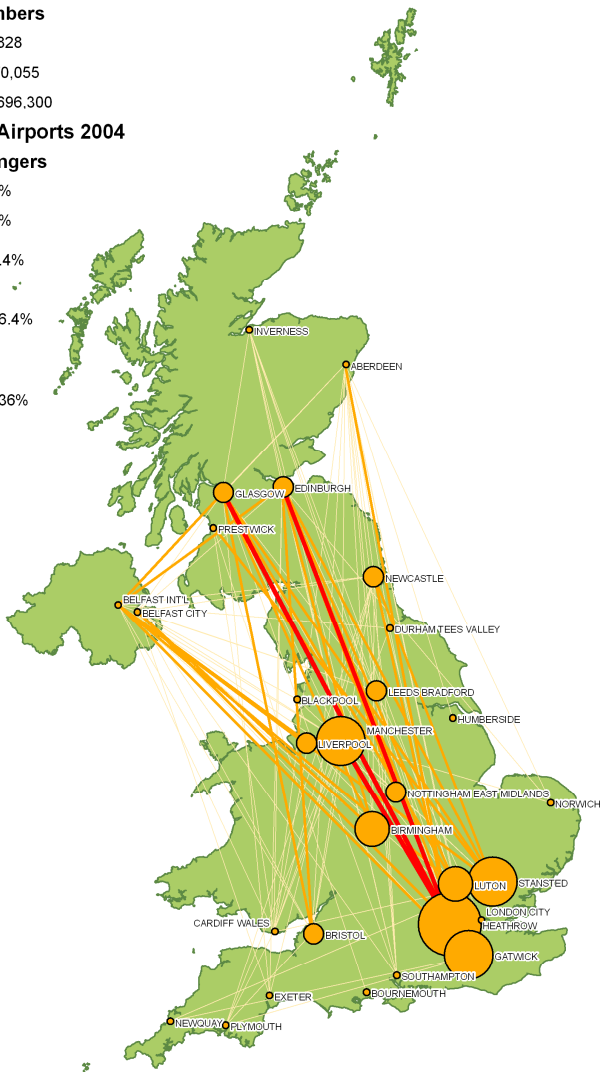 mbers
828
0,055
696,300
Airports 2004
ngers
%
%
.4%
6.4%
36%
INVERNESS
ABERDEEN
GLASGOW
EDINBURGH
PRESTWICK
NEWCASTLE
BELFAST INT'L
BELFAST CITY
DURHAM TEES VALLEY
LEEDS BRADFORD
BLACKPOOL
HUMBERSIDE
MANCHESTER
LIVERPOOL
NOTTINGHAM EAST MIDLANDS
NORWICH
BIRMINGHAM
STANSTED
LUTON
LONDON CITY
CARDIFF WALES
HEATHROW
BRISTOL
GATWICK
SOUTHAMPTON
BOURNEMOUTH
EXETER
NEWQUAY
PLYMOUTH